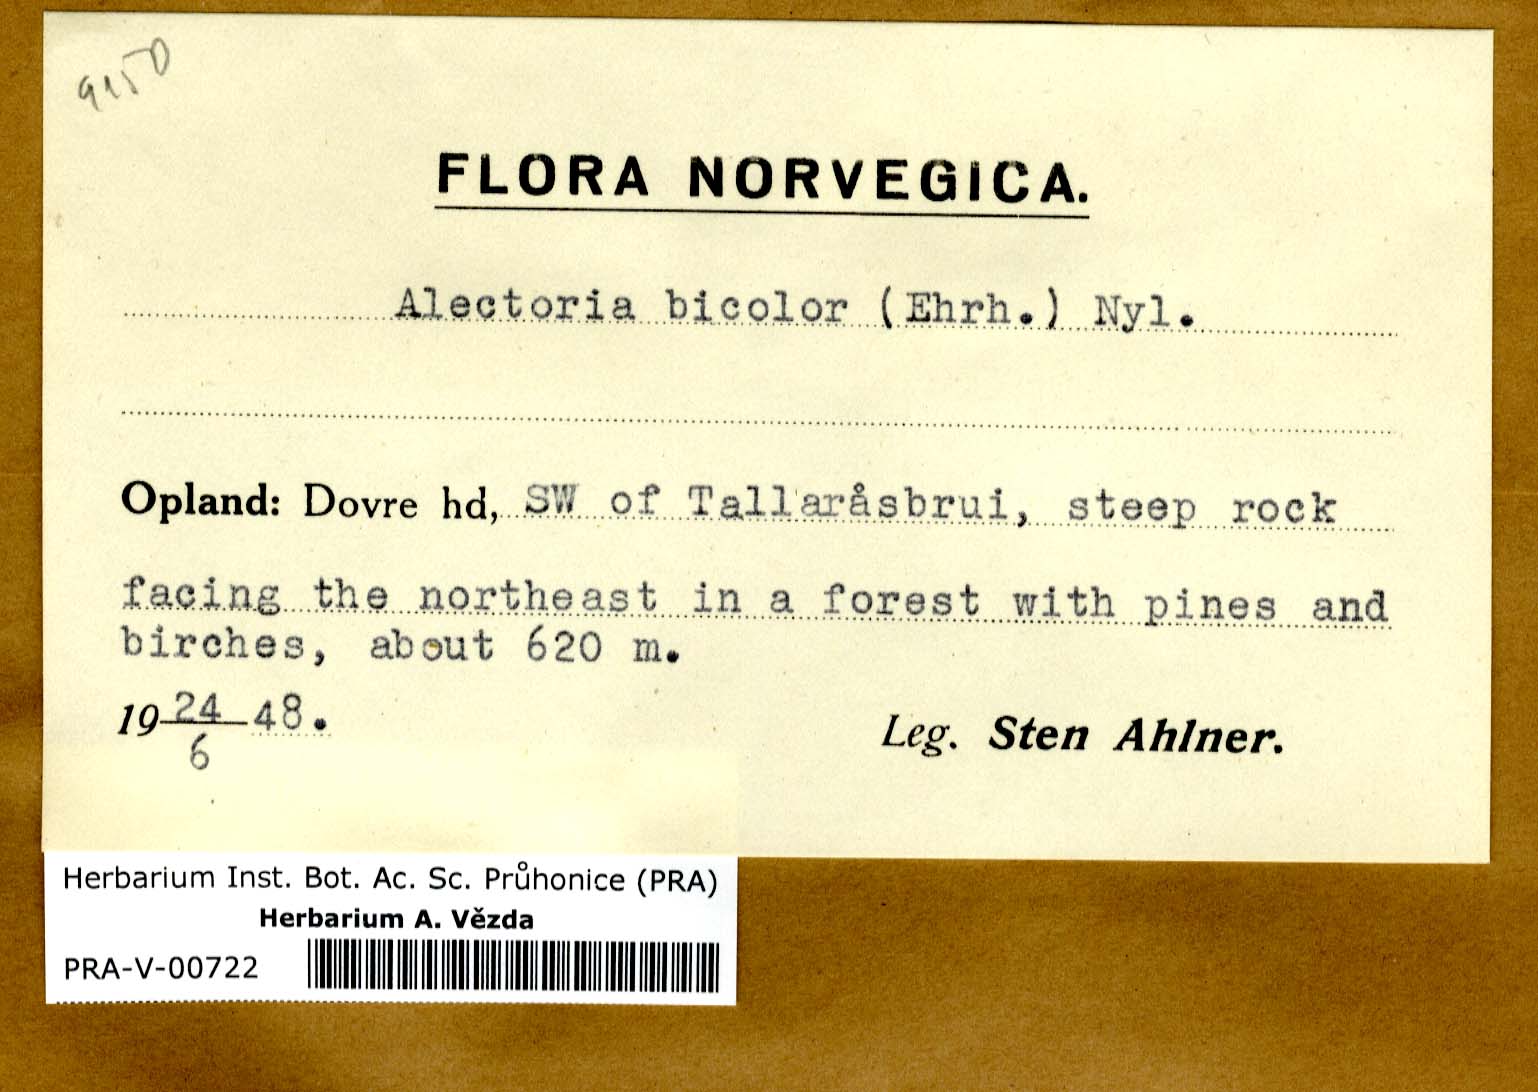 9150
FLORA NORVEGICA.
Alectoria bicolor (Ehrh.) Nyl.
Opland: Dovre hd, SW of Tallaråsbrui, steep rock
facing the northeast in a forest with pines and
birches, about 620 m.
19 24/6 48.
Leg. Sten Ahlner.
Herbarium Inst. Bot. Ac. Sc. Průhonice (PRA)
Herbarium A. Vězda
PRA-V-00722